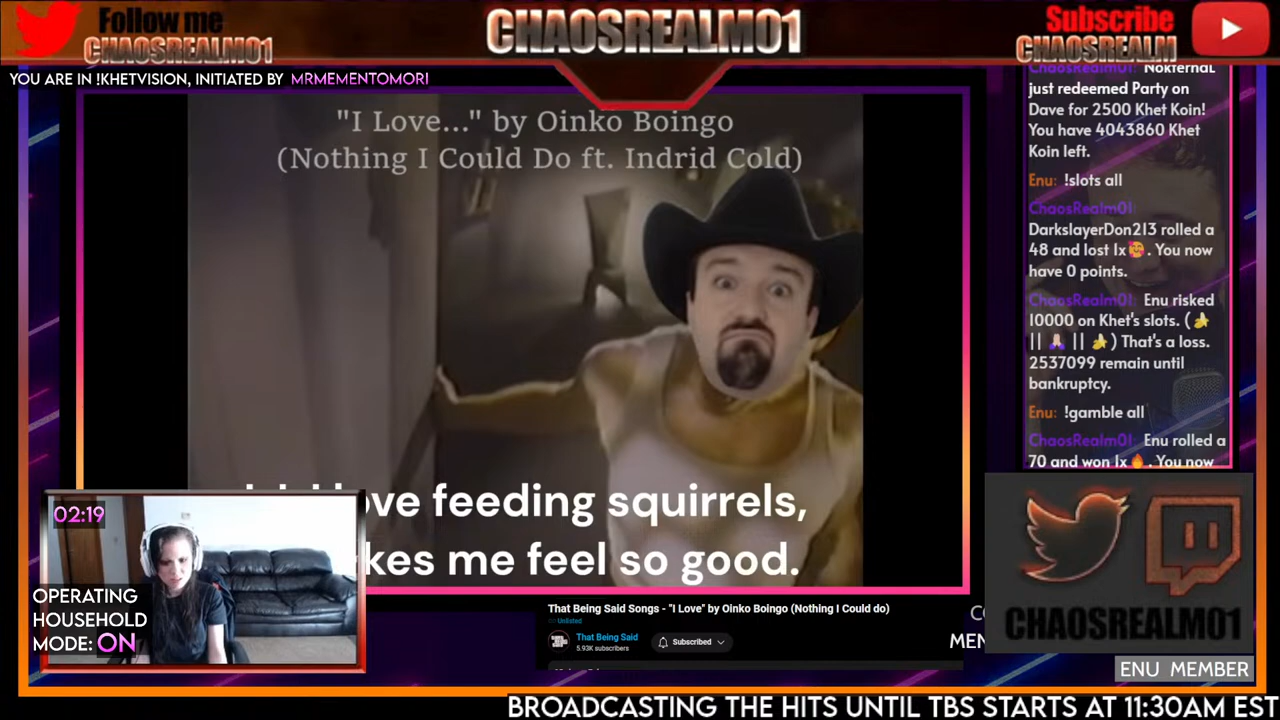 Follow me
CHAOSREALM01
CHAOSREALM01
Subscribe
CHAOSREALM
YOU ARE IN !KHETVISION, INITIATED BY MRMEMENTOMORI
"I Love..." by Oinko Boingo
(Nothing I Could Do ft. Indrid Cold)
love feeding squirrels,
kes me feel so good.
ChaosRealm01: Nokternal
just redeemed Party on
Dave for 2500 Khet Koin!
You have 4043860 Khet
Koin left.
Enu: !slots all
ChaosRealm01:
DarkslayerDon213 rolled a
48 and lost 1x🥰. You now
have 0 points.
ChaosRealm01: Enu risked
10000 on Khet's slots. (🍌
|| 🙏🏻 || 🍌) That's a loss.
2537099 remain until
bankruptcy.
Enu: !gamble all
ChaosRealm01: Enu rolled a
70 and won 1x🔥. You now
02:19
OPERATING
HOUSEHOLD
MODE: ON
That Being Said Songs - "I Love" by Oinko Boingo (Nothing I Could do)
Unlisted
That Being Said
5.93K subscribers
Subscribed
CO
MEN
CHAOSREALM01
ENU MEMBER
BROADCASTING THE HITS UNTIL TBS STARTS AT 11:30AM EST